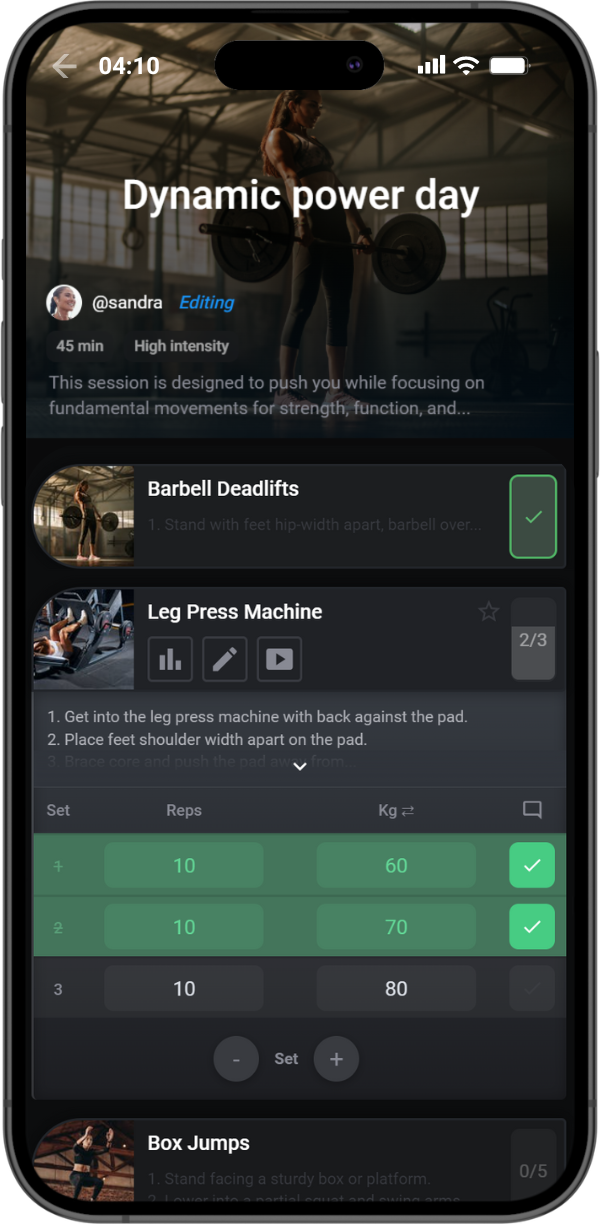 04:10
Dynamic power day
@sandra Editing
45 min High intensity
This session is designed to push you while focusing on
fundamental movements for strength, function, and...
Barbell Deadlifts
1. Stand with feet hip-width apart, barbell over...
Leg Press Machine
2/3
1. Get into the leg press machine with back against the pad.
2. Place feet shoulder width apart on the pad.
3. Brace core and push the pad away from...
Set Reps Kg ⇄
1 10 60
2 10 70
3 10 80
- Set +
Box Jumps
0/5
1. Stand facing a sturdy box or platform.
2. Lower into a partial squat and swing arms